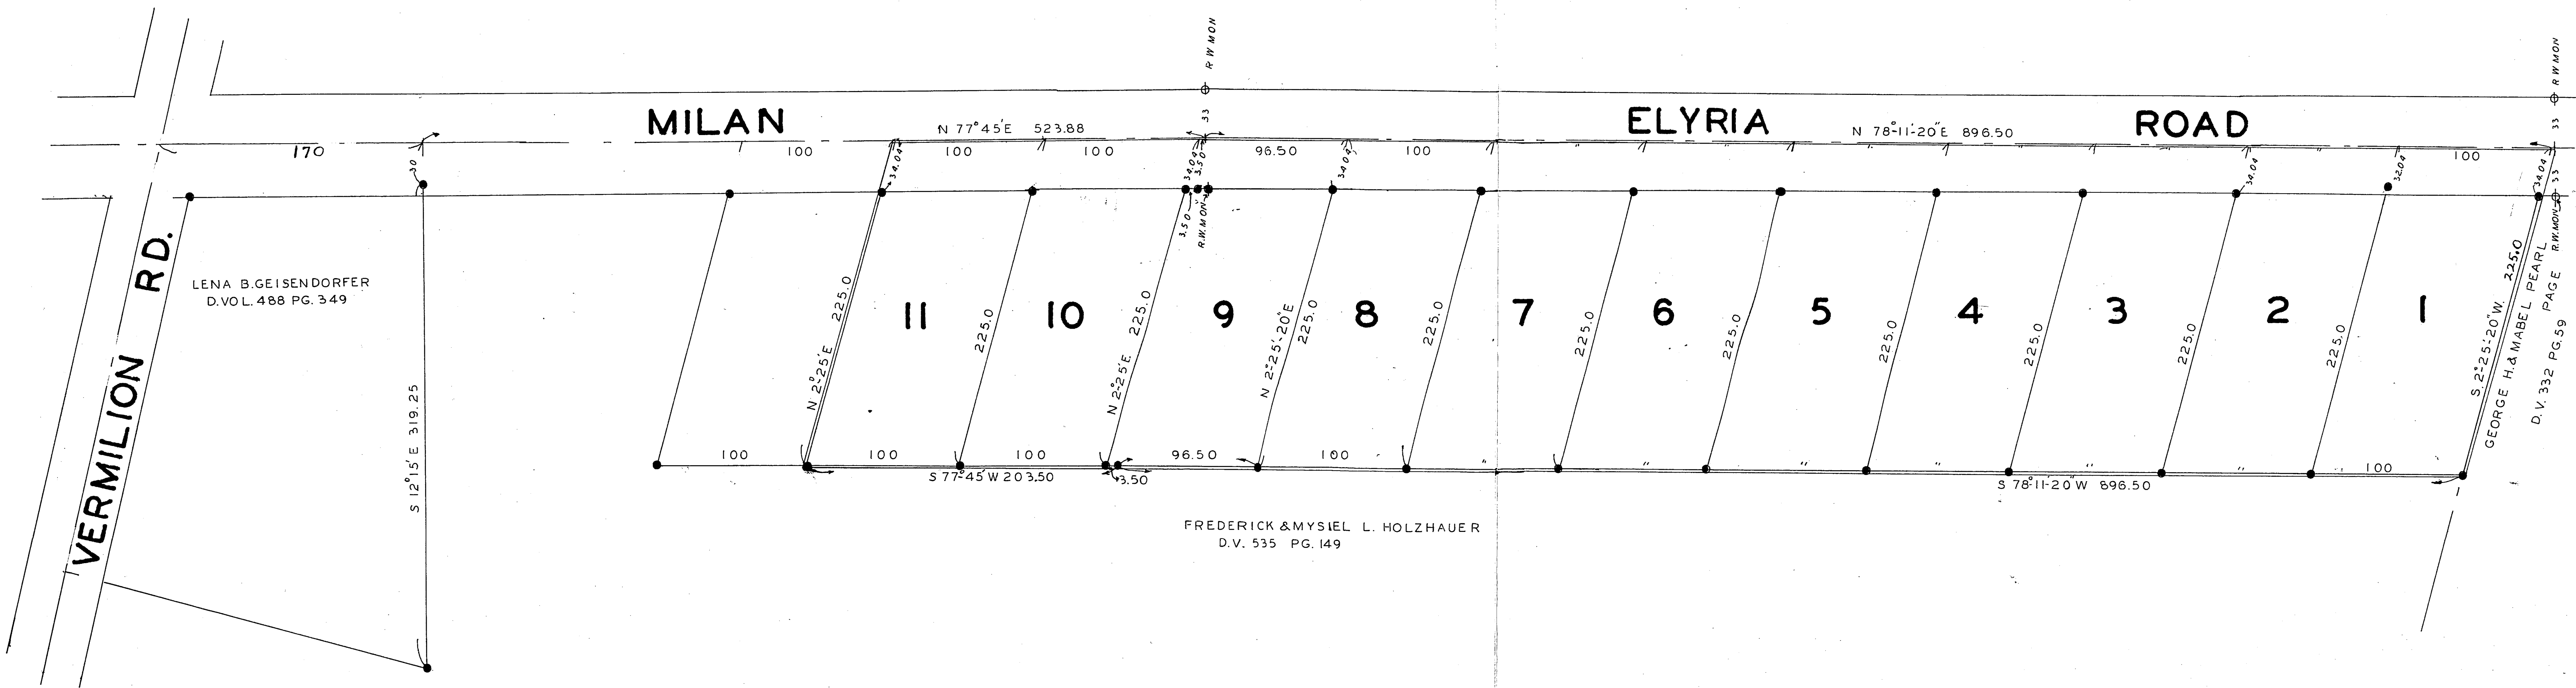 R W MON
R W MON
MILAN ELYRIA ROAD
N 77°45'E 523.88
N 78°-11'-20"E 896.50
33
33
170
30
100
100
100
96.50
100
"
"
"
"
"
"
100
34.04
34.04
3.50
34.04
34.04
32.04
34.04
33
3.50
R.W.MON
R.W.MON
VERMILION RD.
LENA B.GEISENDORFER
D.VOL. 488 PG. 349
S 12°15' E 319.25
N 2°-25'E 225.0
11
225.0
10
N 2°25'E. 225.0
9
N 2°-25'-20"E
225.0
8
225.0
7
225.0
6
225.0
5
225.0
4
225.0
3
225.0
2
225.0
1
S. 2°-25'-20"W. 225.0
GEORGE H.& MABEL PEARL
D.V. 332 PG.59 PAGE
100
100
100
96.50
100
"
"
"
"
"
100
S 77°-45' W 203.50
3.50
S 78°-11'-20"W 896.50
FREDERICK & MYSIEL L. HOLZHAUER
D.V. 535 PG. 149